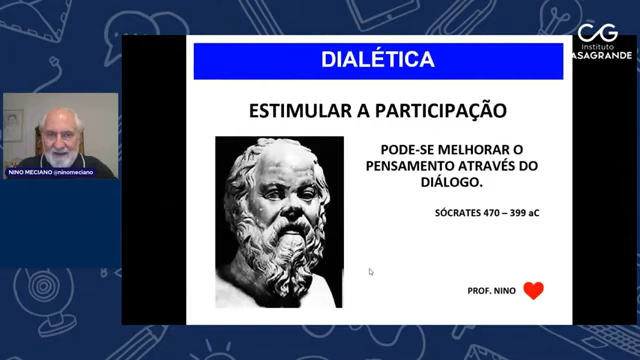 DIALÉTICA
CG
Instituto
ASAGRANDE
ESTIMULAR A PARTICIPAÇÃO
PODE-SE MELHORAR O
PENSAMENTO ATRAVÉS DO
DIÁLOGO.
SÓCRATES 470 – 399 aC
NINO MECIANO @ninomeciano
PROF. NINO